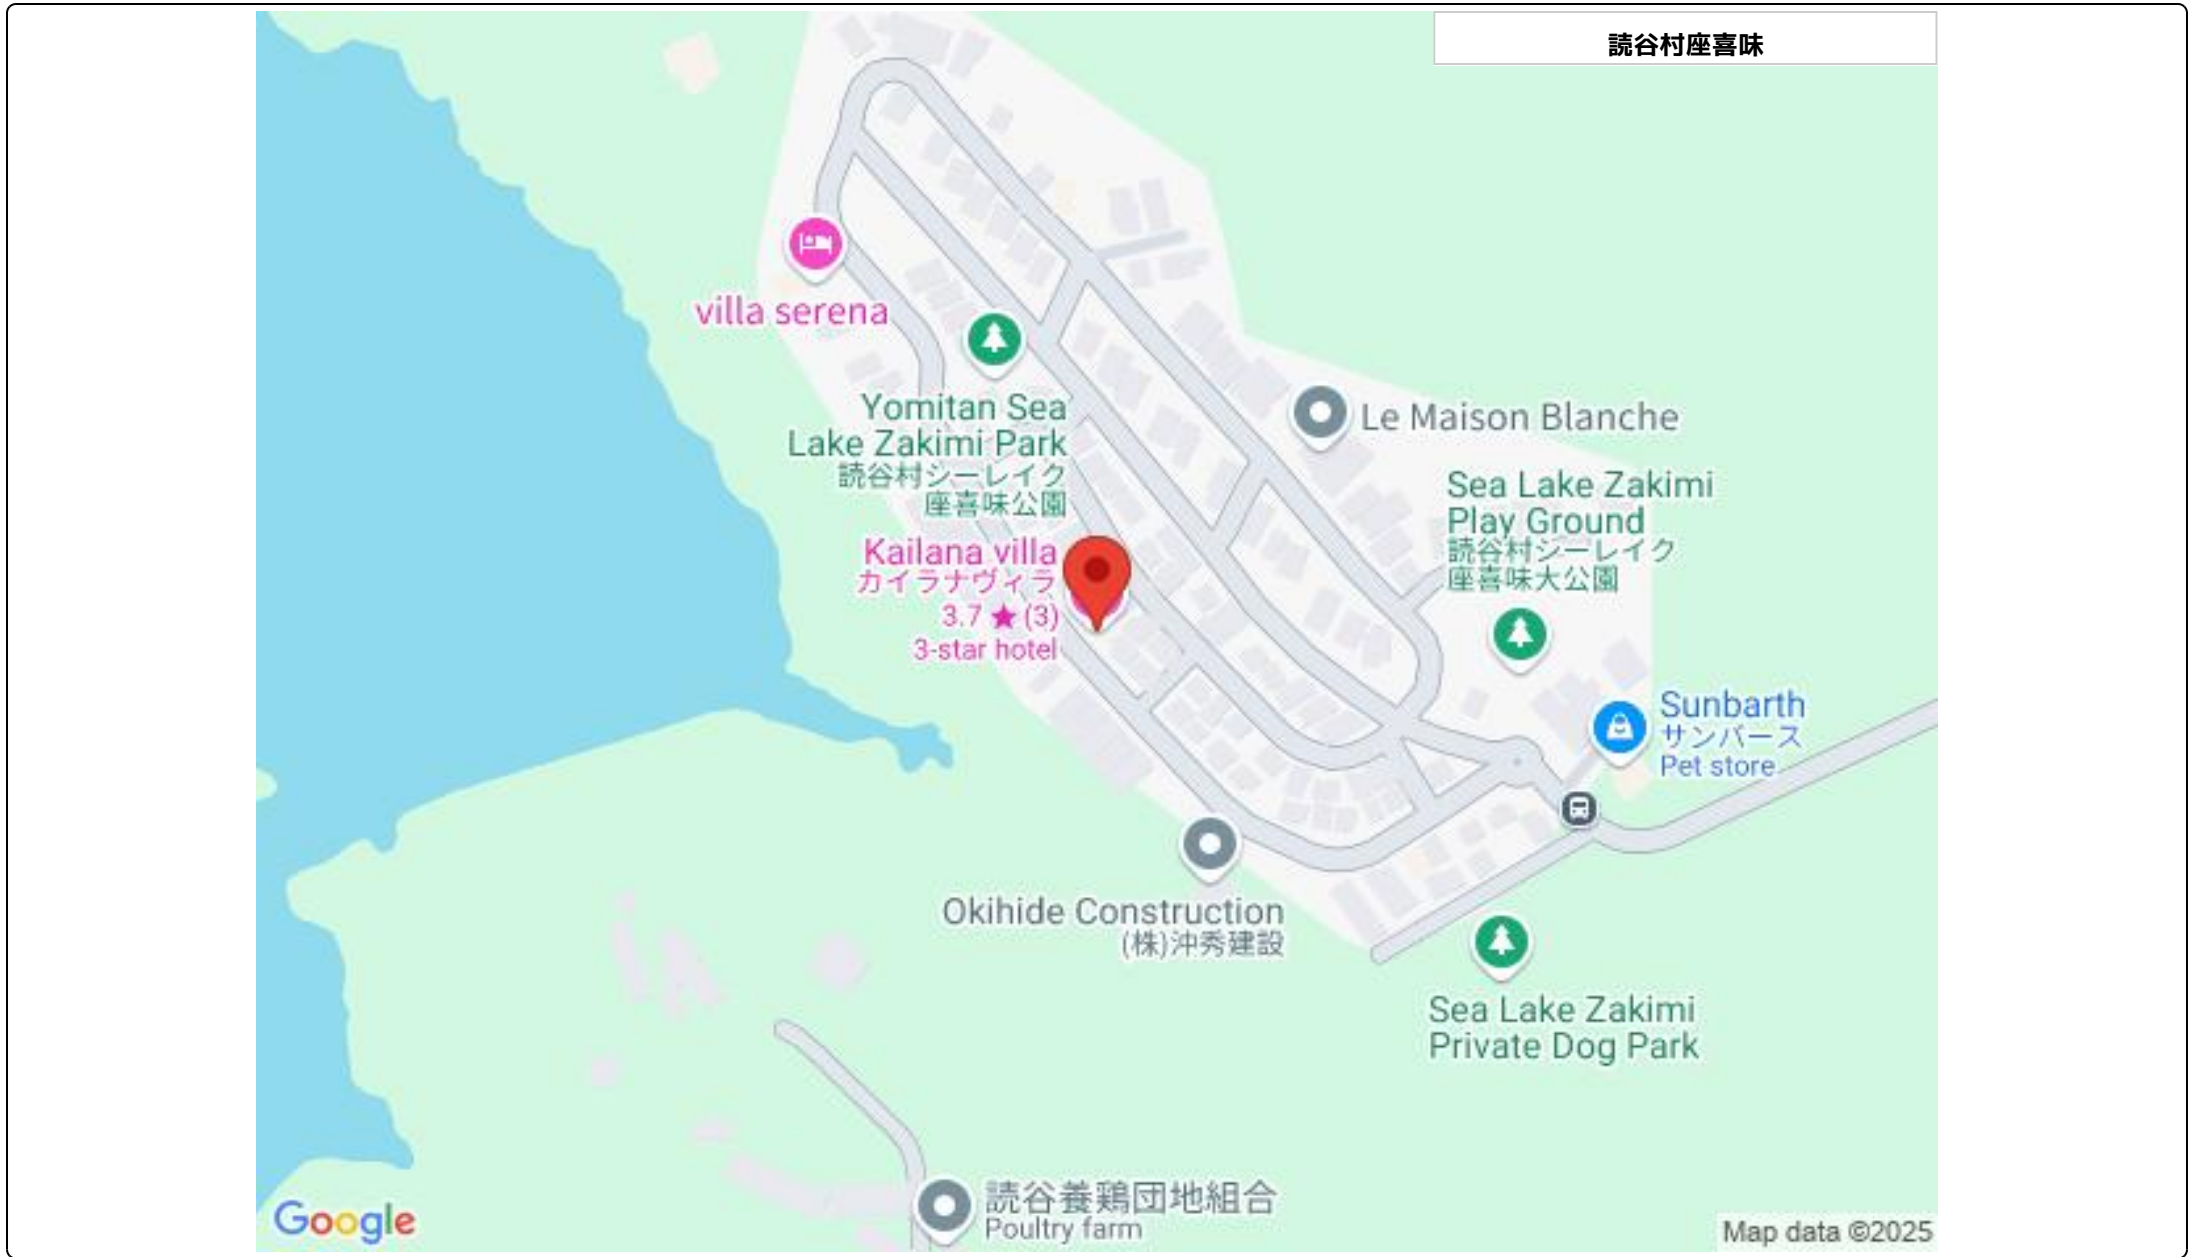 読谷村座喜味
villa serena
Yomitan Sea
Lake Zakimi Park
読谷村シーレイク
座喜味公園
Le Maison Blanche
Sea Lake Zakimi
Play Ground
読谷村シーレイク
座喜味大公園
Kailana villa
カイラナヴィラ
3.7 ★ (3)
3-star hotel
Sunbarth
サンバース
Pet store
Okihide Construction
(株)沖秀建設
Sea Lake Zakimi
Private Dog Park
読谷養鶏団地組合
Poultry farm
Google
Map data ©2025